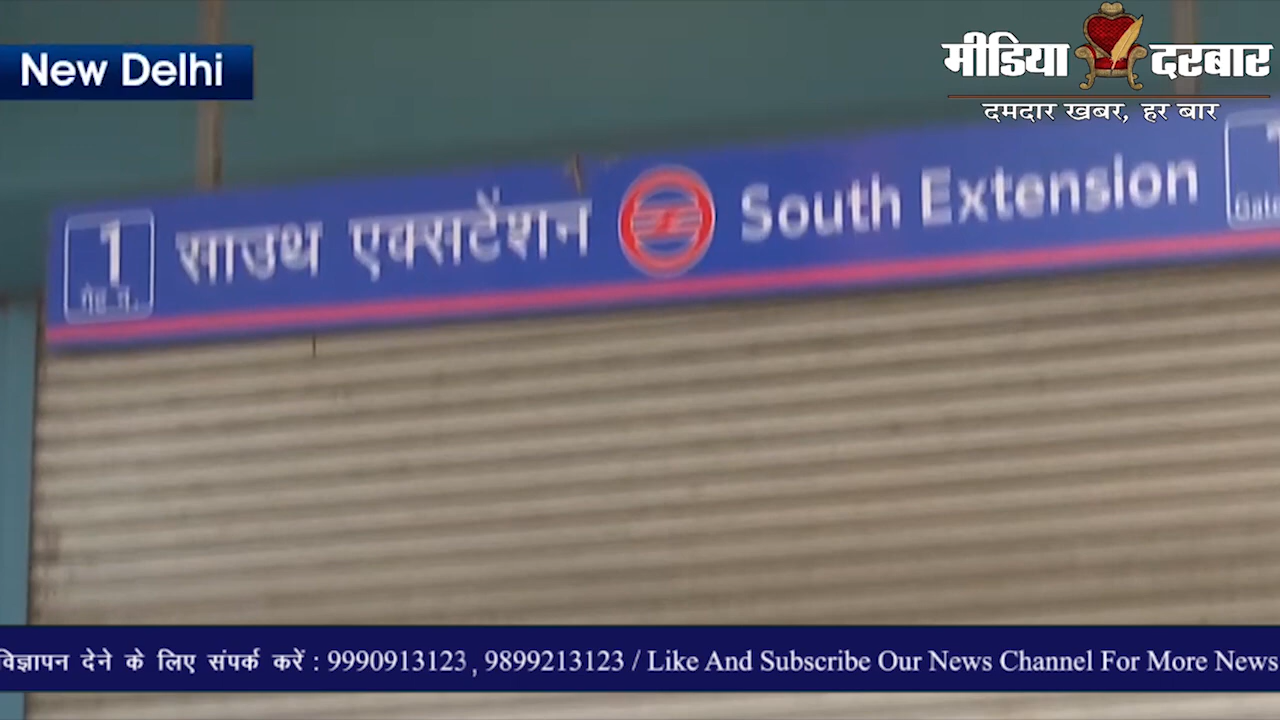 New Delhi
मीडिया दरबार
दमदार खबर, हर बार
1 साउथ एक्सटेंशन South Extension
गेट नं. Gate
विज्ञापन देने के लिए संपर्क करें : 9990913123 , 9899213123 / Like And Subscribe Our News Channel For More News